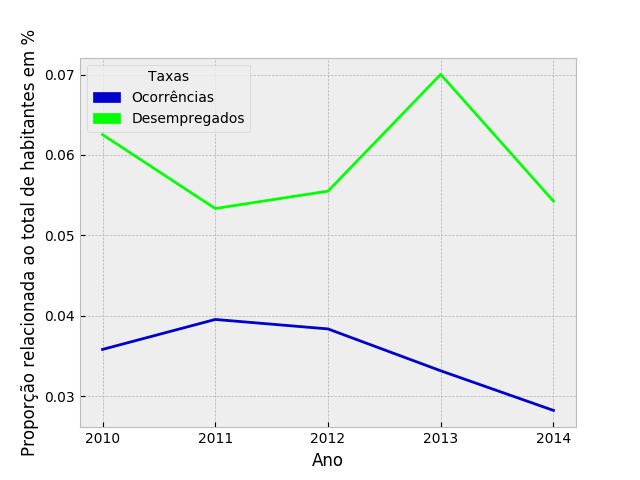 Proporção relacionada ao total de habitantes em %
0.07
0.06
0.05
0.04
0.03
Taxas
Ocorrências
Desempregados
2010 2011 2012 2013 2014
Ano